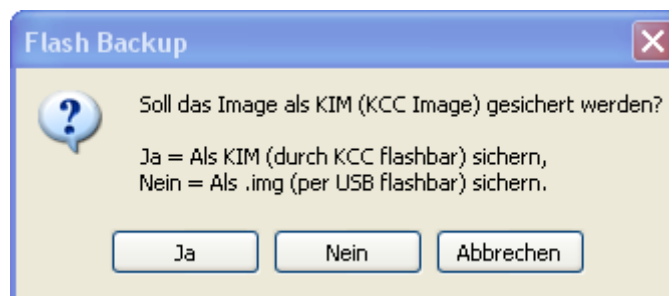 Flash Backup
Soll das Image als KIM (KCC Image) gesichert werden?
Ja = Als KIM (durch KCC flashbar) sichern,
Nein = Als .img (per USB flashbar) sichern.
Ja Nein Abbrechen